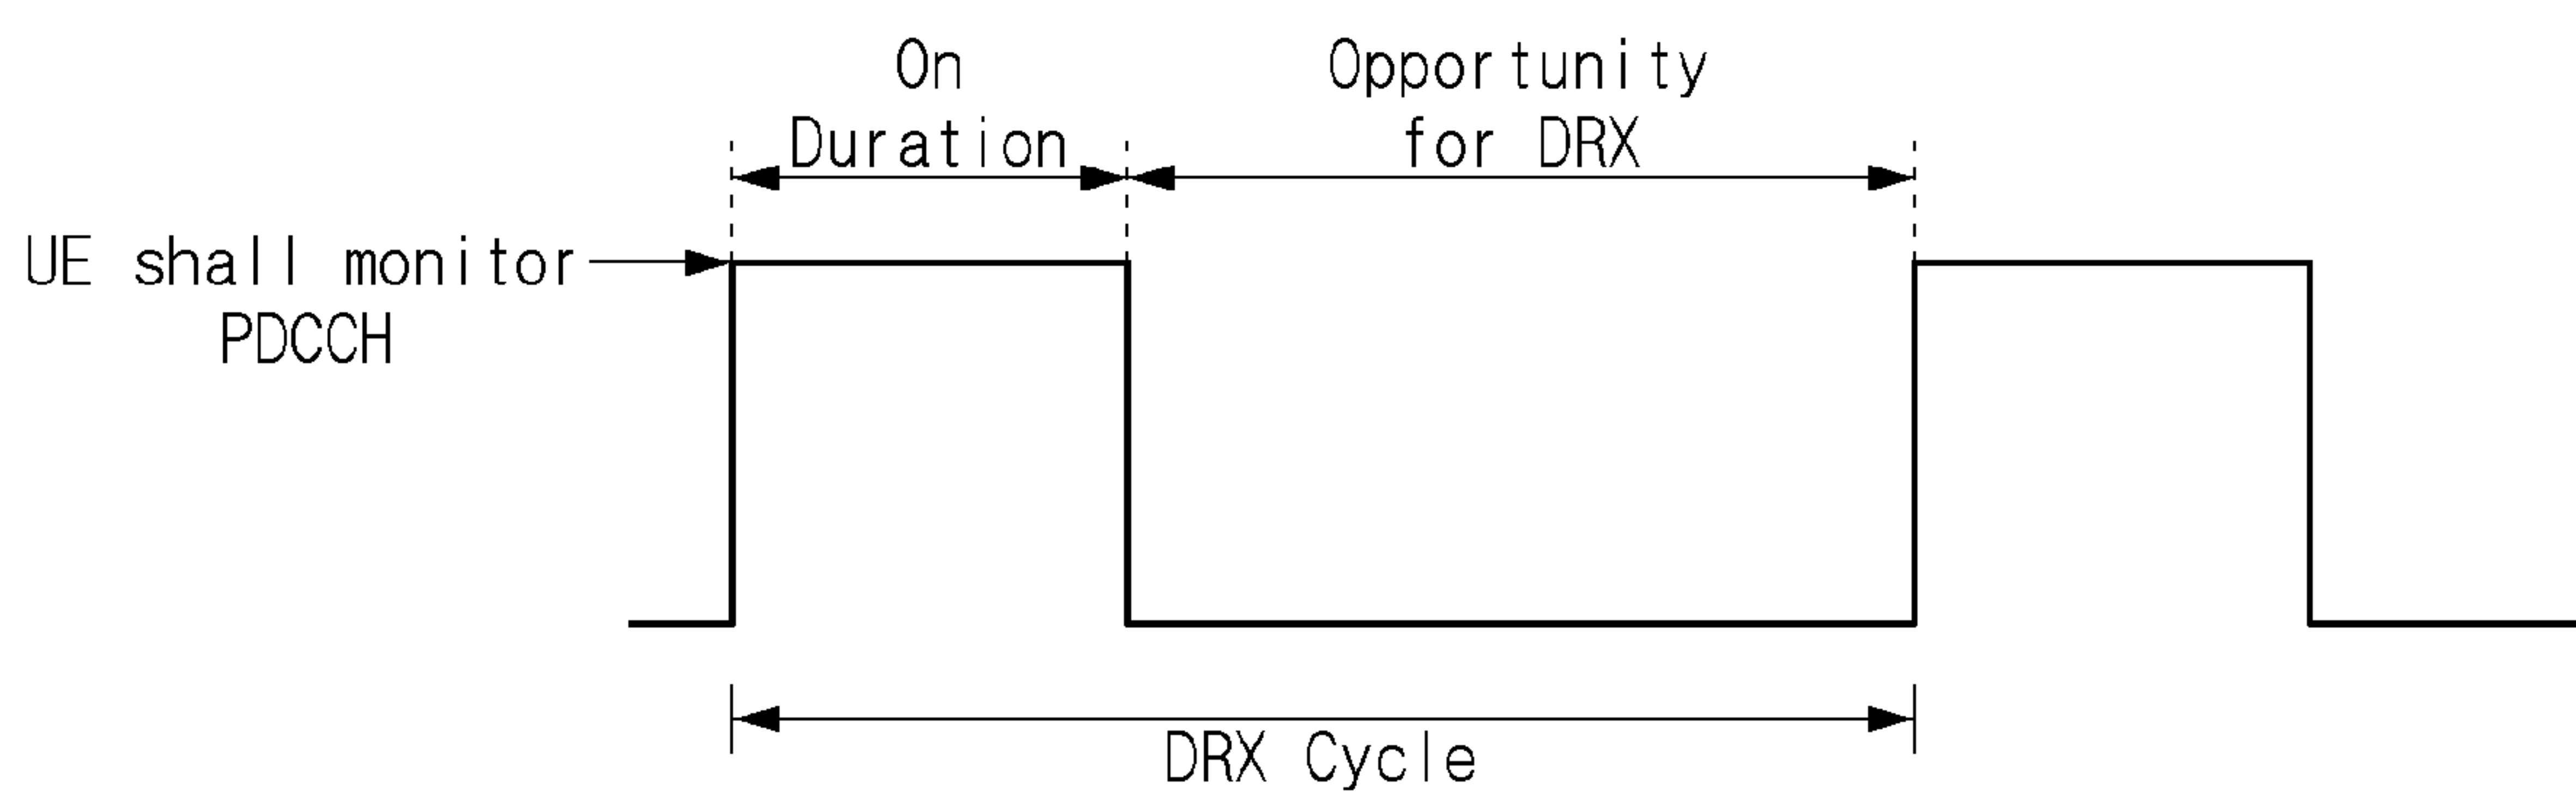 On
Duration
Opportunity
for DRX
UE shall monitor
PDCCH
DRX Cycle